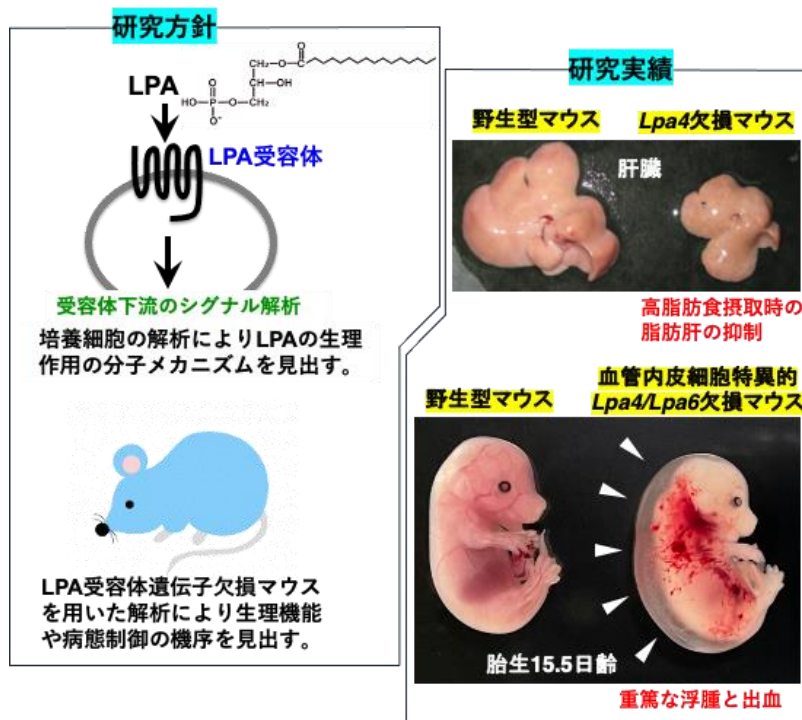 研究方針
LPA
O
CH₂—O—C
CH—OH
O
HO—P—O—CH₂
O⁻
LPA受容体
受容体下流のシグナル解析
培養細胞の解析によりLPAの生理
作用の分子メカニズムを見出す。
LPA受容体遺伝子欠損マウス
を用いた解析により生理機能
や病態制御の機序を見出す。
研究実績
野生型マウス
Lpa4欠損マウス
肝臓
高脂肪食摂取時の
脂肪肝の抑制
野生型マウス
血管内皮細胞特異的
Lpa4/Lpa6欠損マウス
胎生15.5日齢
重篤な浮腫と出血